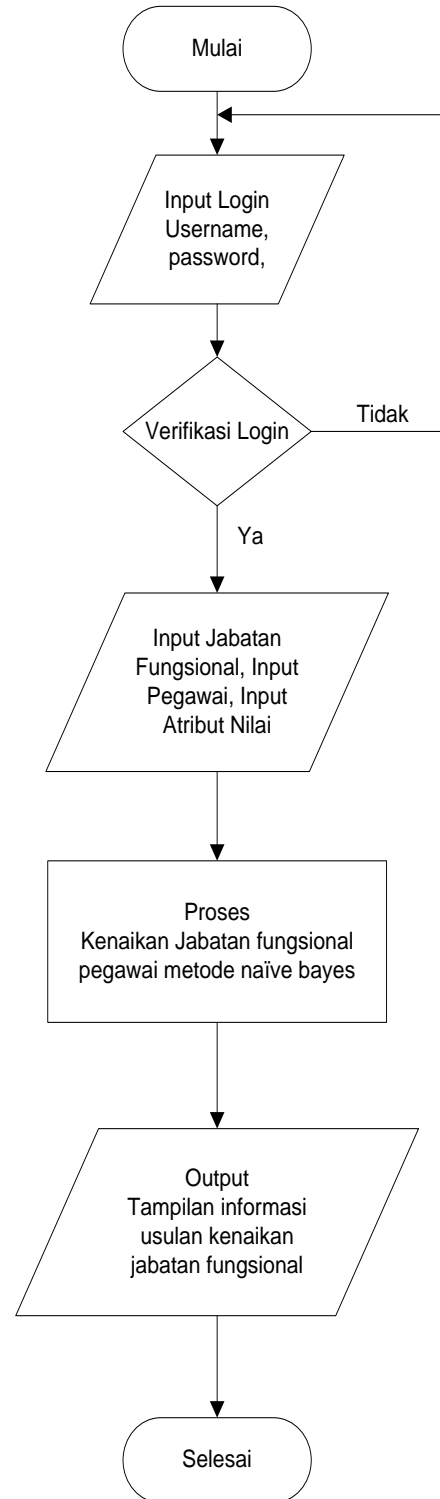 Mulai
Input Login
Username,
password,
Verifikasi Login
Tidak
Ya
Input Jabatan
Fungsional, Input
Pegawai, Input
Atribut Nilai
Proses
Kenaikan Jabatan fungsional
pegawai metode naïve bayes
Output
Tampilan informasi
usulan kenaikan
jabatan fungsional
Selesai